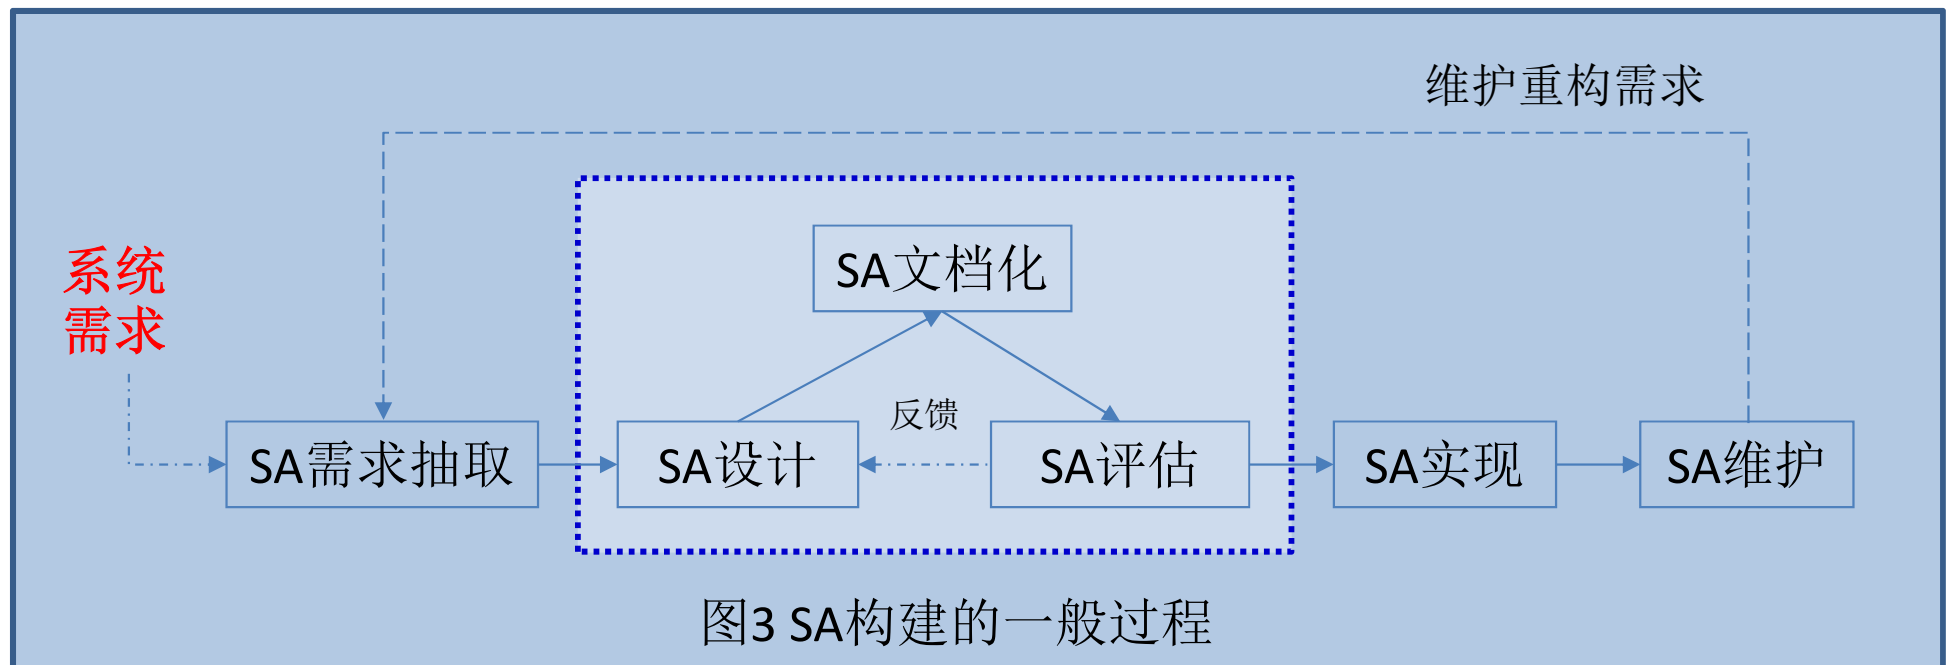 维护重构需求
系统
需求
SA文档化
反馈
SA需求抽取
SA设计
SA评估
SA实现
SA维护
图3 SA构建的一般过程